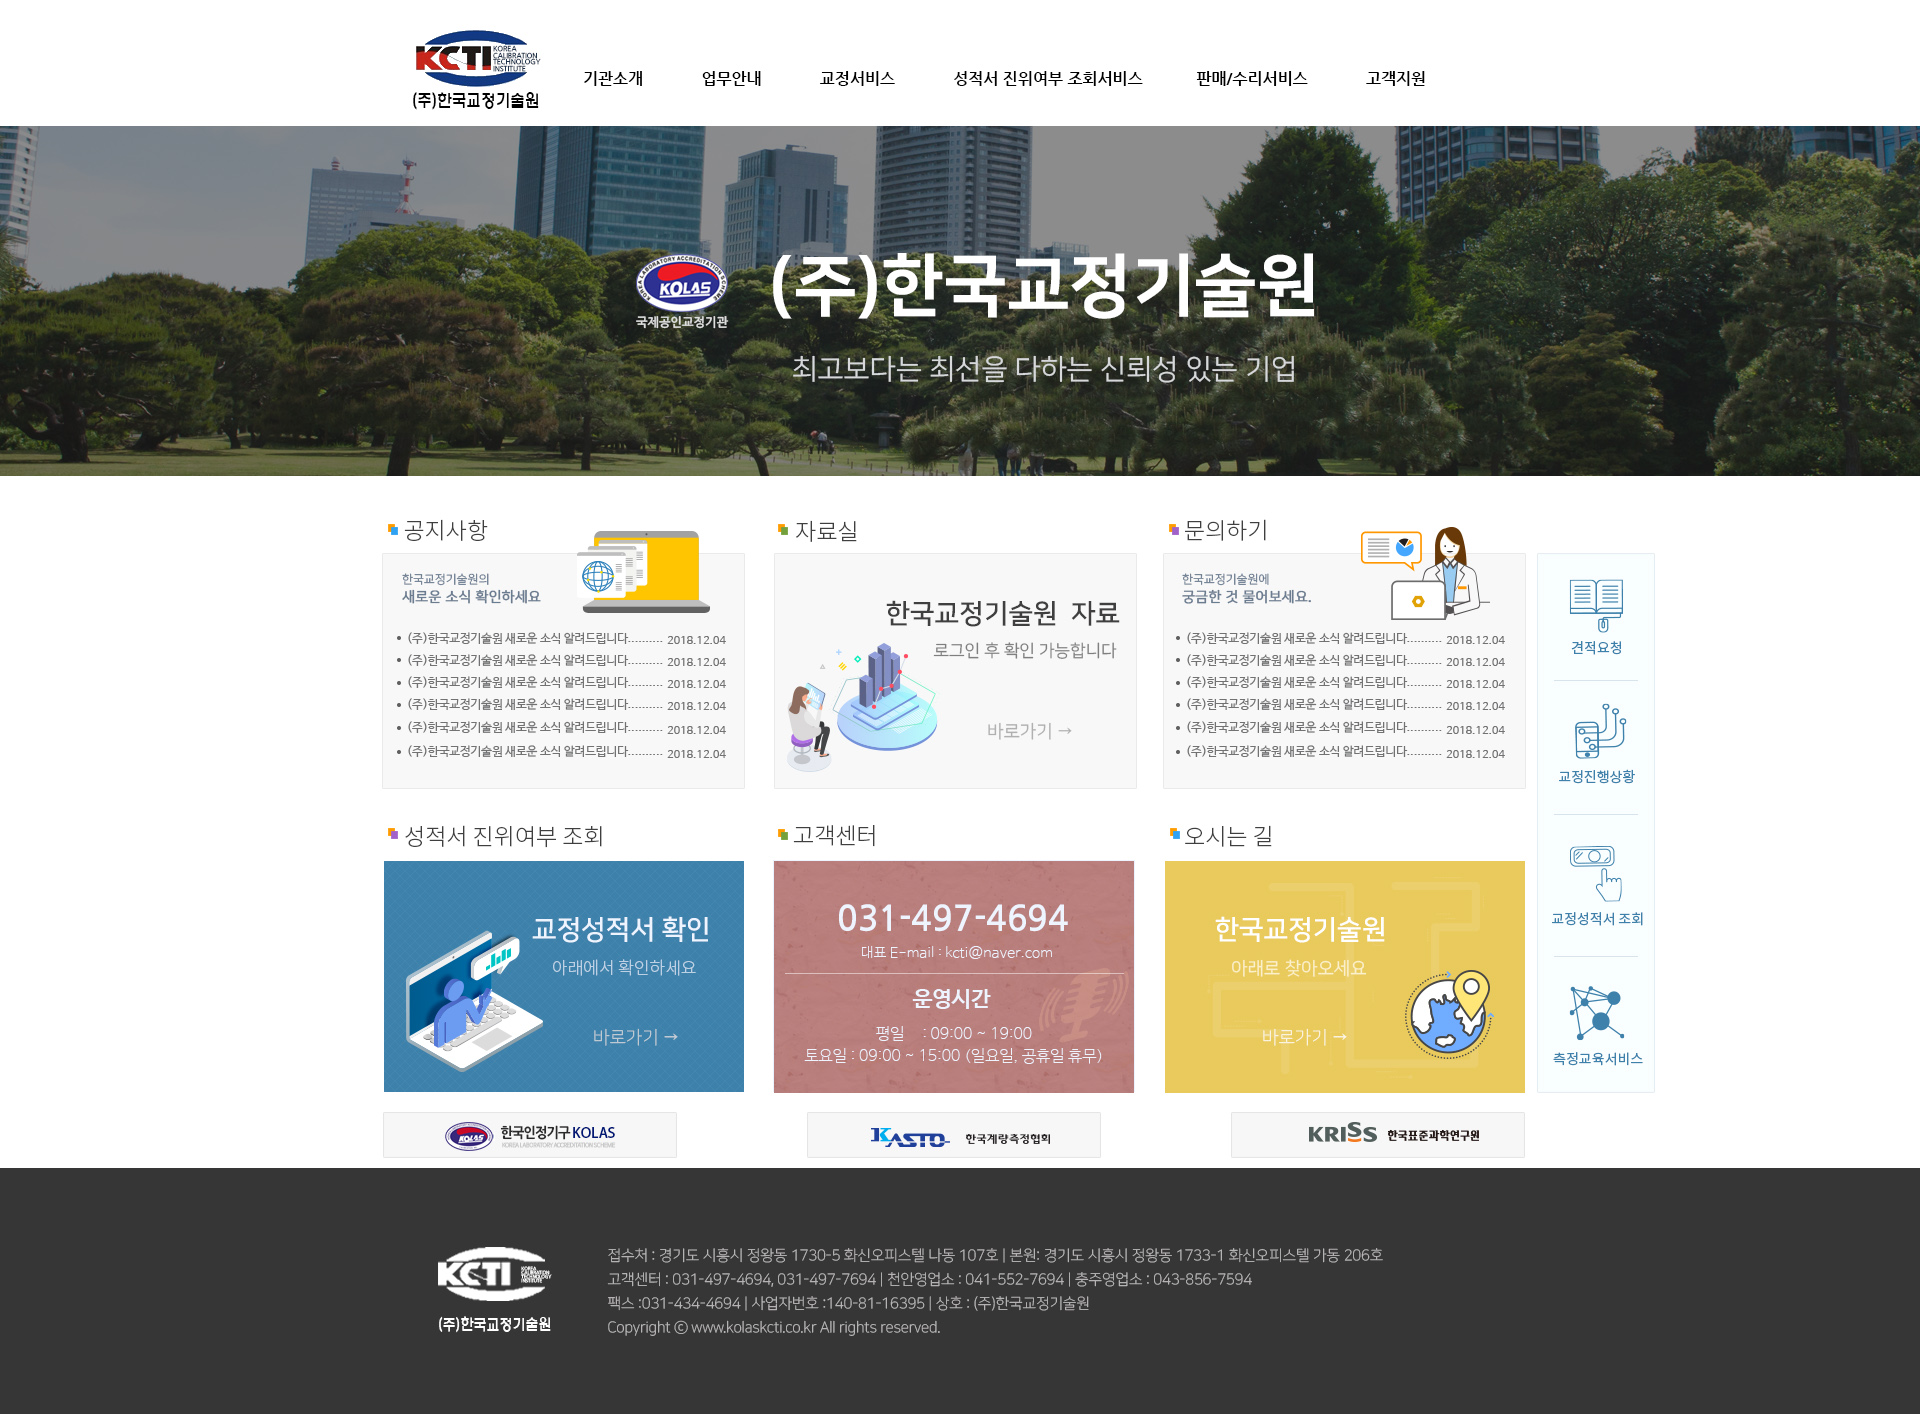 KCTI KOREA CALIBRATION TECHNOLOGY INSTITUTE
(주)한국교정기술원
기관소개 업무안내 교정서비스 성적서 진위여부 조회서비스 판매/수리서비스 고객지원
KOREA LABORATORY ACCREDITATION SCHEME
KOLAS
국제공인교정기관
(주)한국교정기술원
최고보다는 최선을 다하는 신뢰성 있는 기업
공지사항
한국교정기술원의
새로운 소식 확인하세요
(주)한국교정기술원 새로운 소식 알려드립니다.......... 2018.12.04
(주)한국교정기술원 새로운 소식 알려드립니다.......... 2018.12.04
(주)한국교정기술원 새로운 소식 알려드립니다.......... 2018.12.04
(주)한국교정기술원 새로운 소식 알려드립니다.......... 2018.12.04
(주)한국교정기술원 새로운 소식 알려드립니다.......... 2018.12.04
(주)한국교정기술원 새로운 소식 알려드립니다.......... 2018.12.04
자료실
한국교정기술원 자료
로그인 후 확인 가능합니다
바로가기 →
문의하기
한국교정기술원에
궁금한 것 물어보세요.
(주)한국교정기술원 새로운 소식 알려드립니다.......... 2018.12.04
(주)한국교정기술원 새로운 소식 알려드립니다.......... 2018.12.04
(주)한국교정기술원 새로운 소식 알려드립니다.......... 2018.12.04
(주)한국교정기술원 새로운 소식 알려드립니다.......... 2018.12.04
(주)한국교정기술원 새로운 소식 알려드립니다.......... 2018.12.04
(주)한국교정기술원 새로운 소식 알려드립니다.......... 2018.12.04
견적요청
교정진행상황
교정성적서 조회
측정교육서비스
성적서 진위여부 조회
교정성적서 확인
아래에서 확인하세요
바로가기 →
고객센터
031-497-4694
대표 E-mail : kcti@naver.com
운영시간
평일 : 09:00 ~ 19:00
토요일 : 09:00 ~ 15:00 (일요일, 공휴일 휴무)
오시는 길
한국교정기술원
아래로 찾아오세요
바로가기 →
KOLAS 한국인정기구 KOLAS
KOREA LABORATORY ACCREDITATION SCHEME
KASTO 한국계량측정협회
KRISS 한국표준과학연구원
KCTI KOREA CALIBRATION TECHNOLOGY INSTITUTE
(주)한국교정기술원
접수처 : 경기도 시흥시 정왕동 1730-5 화신오피스텔 나동 107호 | 본원: 경기도 시흥시 정왕동 1733-1 화신오피스텔 가동 206호
고객센터 : 031-497-4694, 031-497-7694 | 천안영업소 : 041-552-7694 | 충주영업소 : 043-856-7594
팩스 :031-434-4694 | 사업자번호 :140-81-16395 | 상호 : (주)한국교정기술원
Copyright ⓒ www.kolaskcti.co.kr All rights reserved.